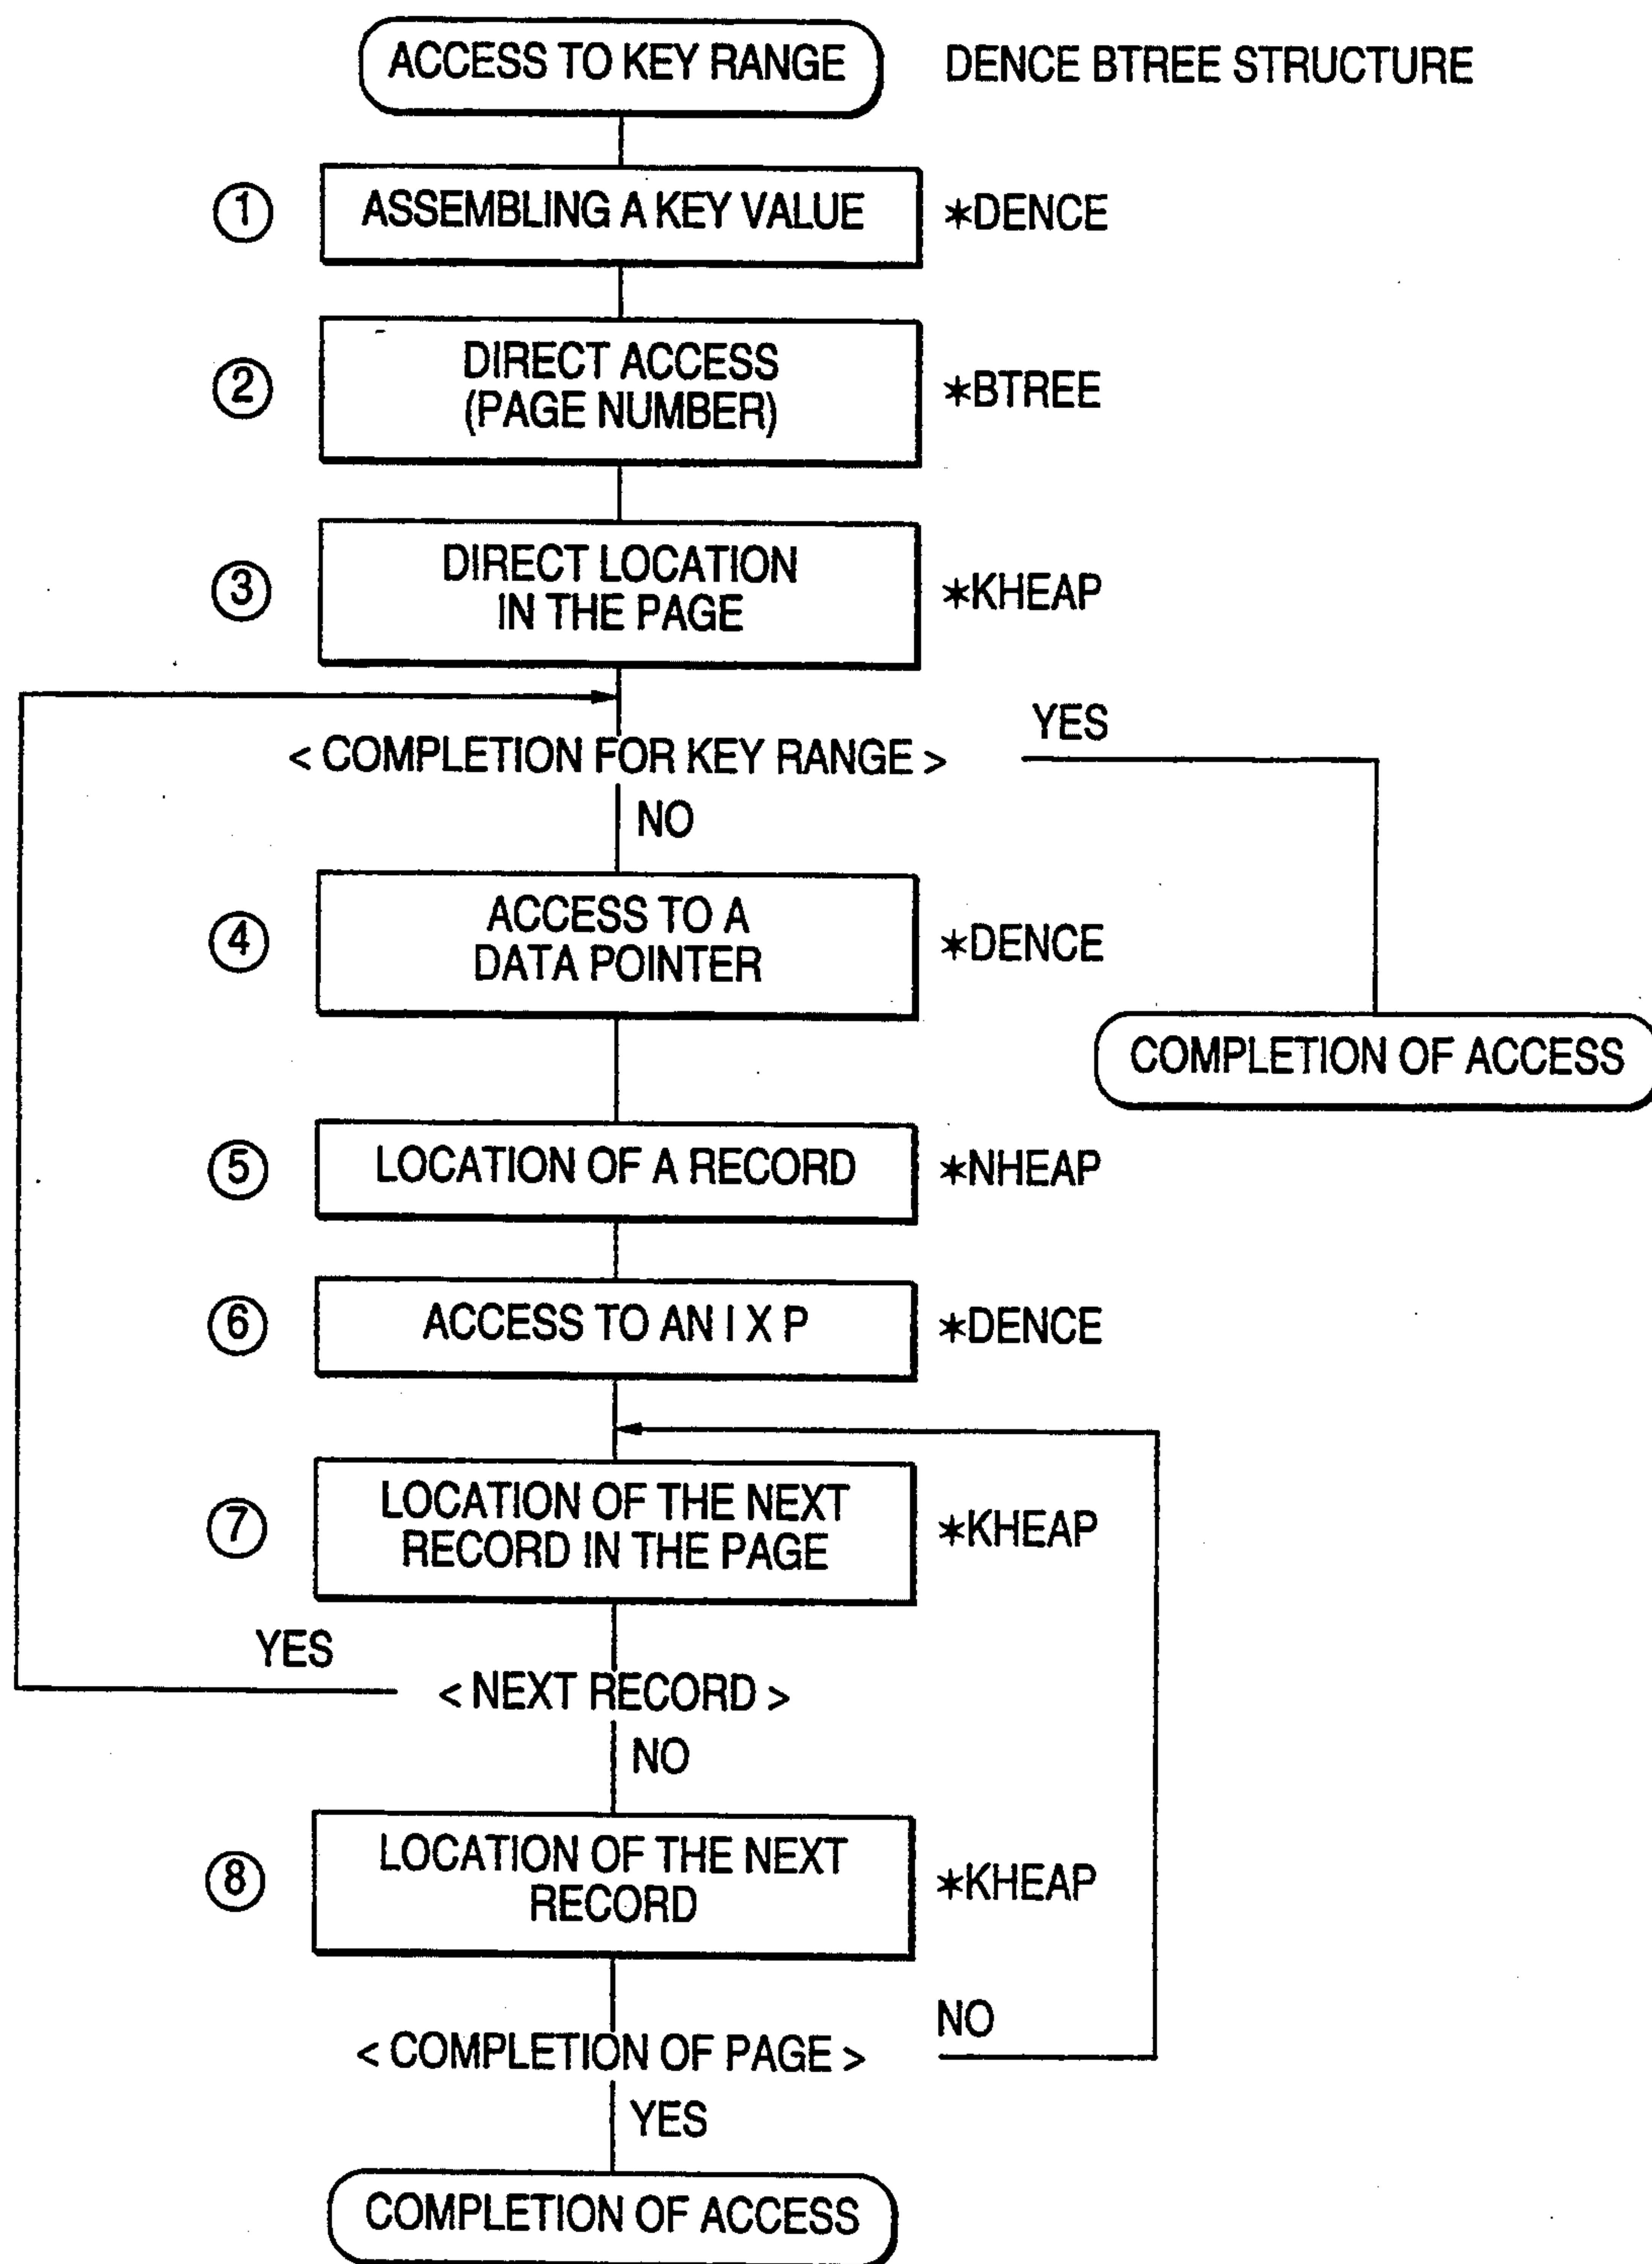 ACCESS TO KEY RANGE
DENCE BTREE STRUCTURE
① ASSEMBLING A KEY VALUE *DENCE
② DIRECT ACCESS
(PAGE NUMBER) *BTREE
③ DIRECT LOCATION
IN THE PAGE *KHEAP
< COMPLETION FOR KEY RANGE > YES
NO
④ ACCESS TO A
DATA POINTER *DENCE
COMPLETION OF ACCESS
⑤ LOCATION OF A RECORD *NHEAP
⑥ ACCESS TO AN I X P *DENCE
⑦ LOCATION OF THE NEXT
RECORD IN THE PAGE *KHEAP
YES < NEXT RECORD >
NO
⑧ LOCATION OF THE NEXT
RECORD *KHEAP
< COMPLETION OF PAGE > NO
YES
COMPLETION OF ACCESS